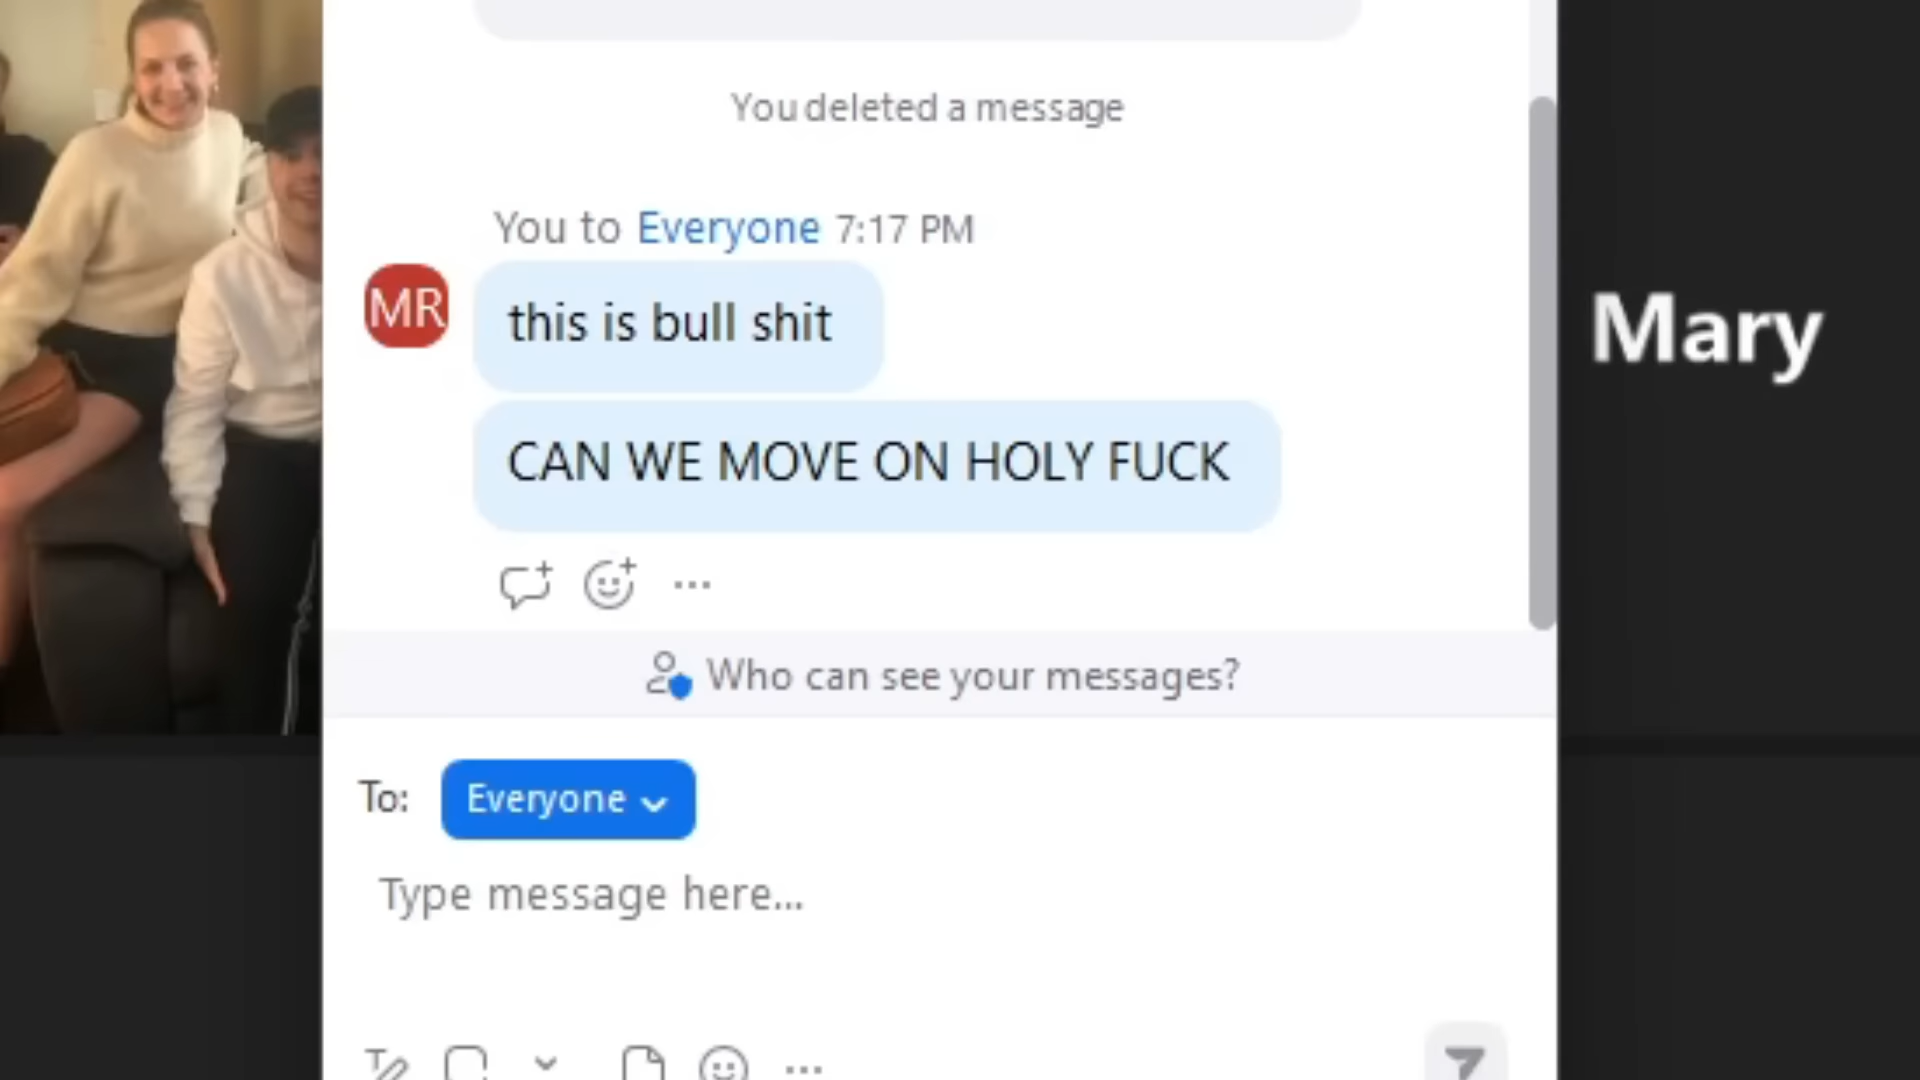 You deleted a message
You to Everyone 7:17 PM
MR
this is bull shit
Mary
CAN WE MOVE ON HOLY FUCK
Who can see your messages?
To: Everyone
Type message here...